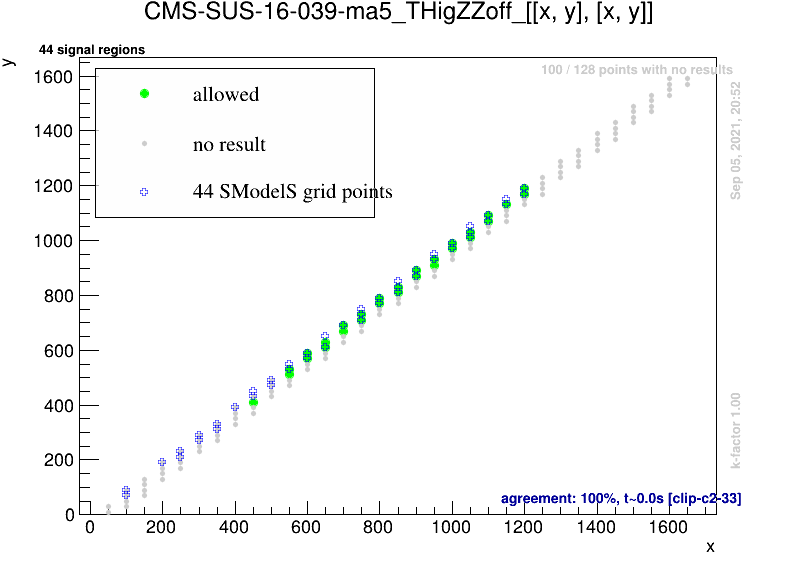 CMS-SUS-16-039-ma5_THigZZoff_[[x, y], [x, y]]
44 signal regions
y
100 / 128 points with no results
allowed
no result
44 SModelS grid points
Sep 05, 2021, 20:52
k-factor 1.00
1600
1400
1200
1000
800
600
400
200
0
agreement: 100%, t~0.0s [clip-c2-33]
0 200 400 600 800 1000 1200 1400 1600
x